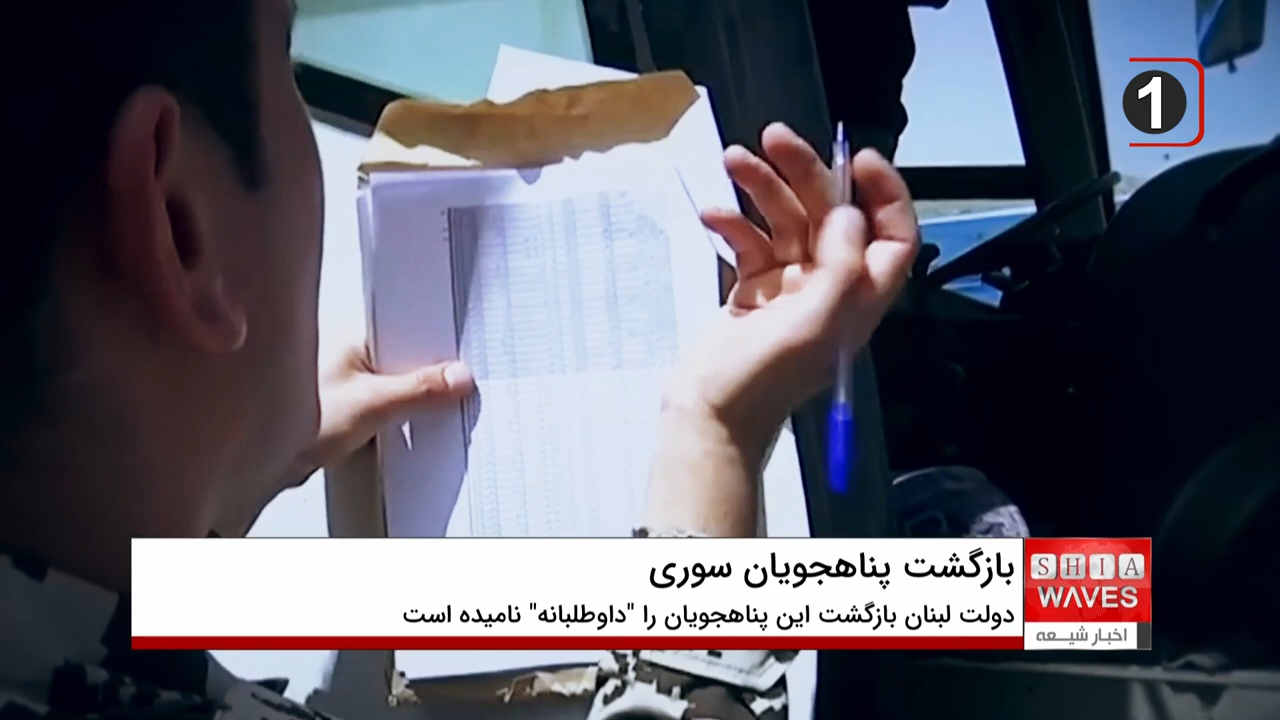 1
بازگشت پناهجویان سوری
دولت لبنان بازگشت این پناهجویان را "داوطلبانه" نامیده است
SHIA
WAVES
اخبار شیعه